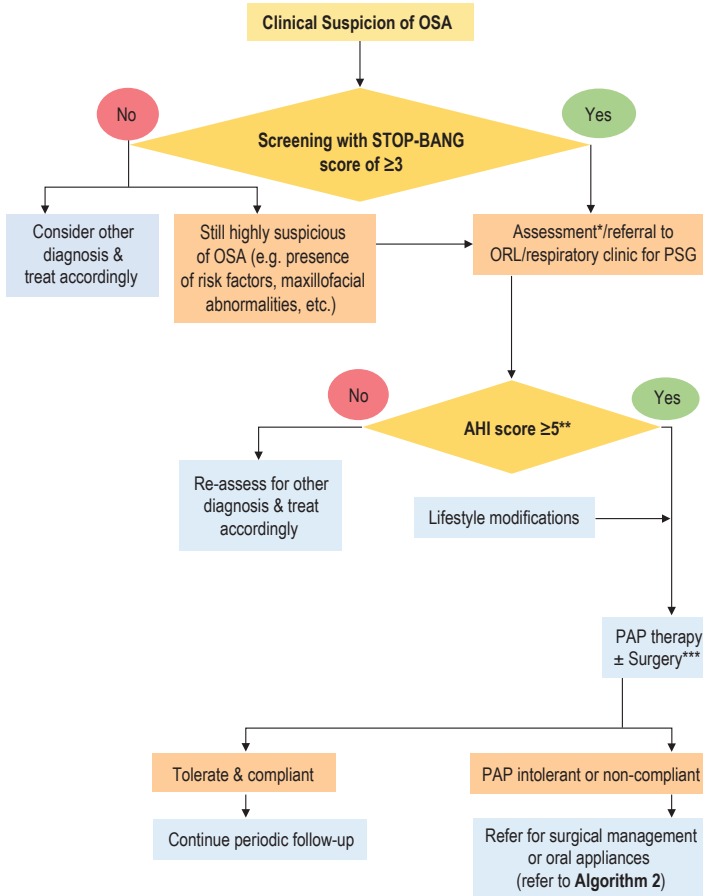 Clinical Suspicion of OSA
No
Yes
Screening with STOP-BANG
score of ≥3
Consider other
diagnosis &
treat accordingly
Still highly suspicious
of OSA (e.g. presence
of risk factors, maxillofacial
abnormalities, etc.)
Assessment*/referral to
ORL/respiratory clinic for PSG
No
Yes
AHI score ≥5**
Re-assess for other
diagnosis & treat
accordingly
Lifestyle modifications
PAP therapy
± Surgery***
Tolerate & compliant
PAP intolerant or non-compliant
Continue periodic follow-up
Refer for surgical management
or oral appliances
(refer to Algorithm 2)